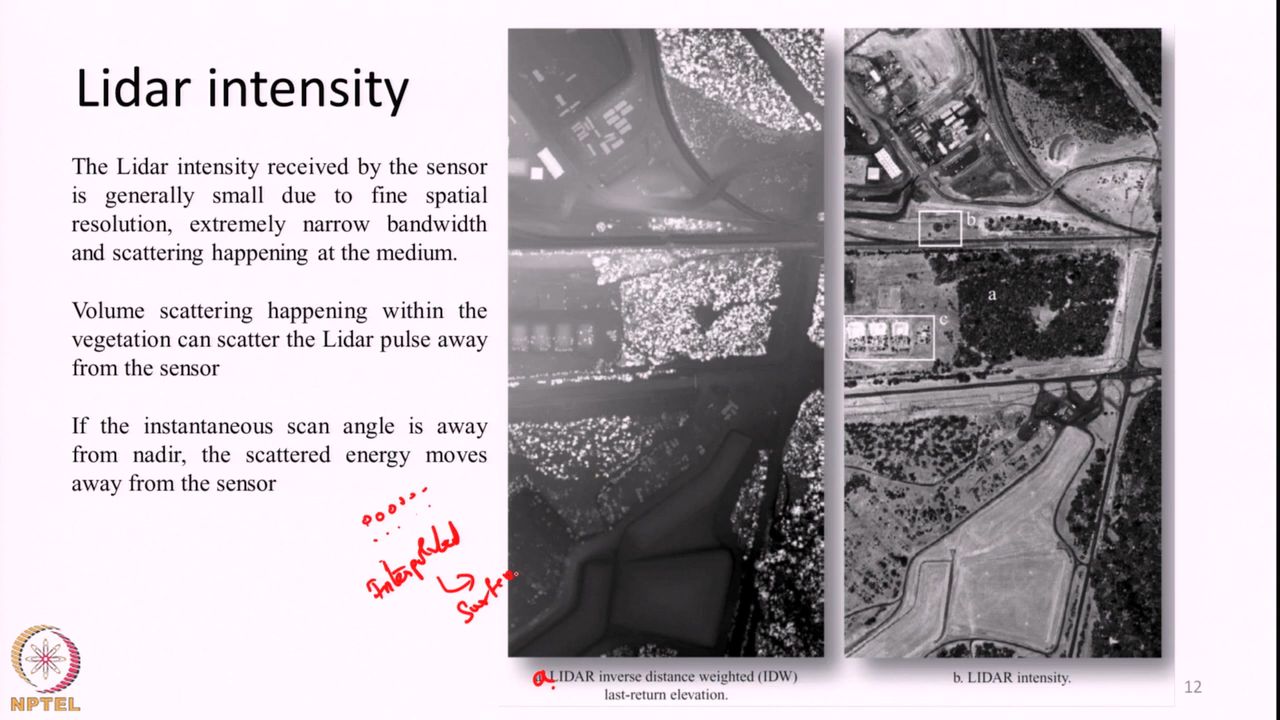 Lidar intensity
The Lidar intensity received by the sensor
is generally small due to fine spatial
resolution, extremely narrow bandwidth
and scattering happening at the medium.
Volume scattering happening within the
vegetation can scatter the Lidar pulse away
from the sensor
If the instantaneous scan angle is away
from nadir, the scattered energy moves
away from the sensor
Interpolated
b
a
c
a. LIDAR inverse distance weighted (IDW)
last-return elevation.
b. LIDAR intensity.
12
NPTEL